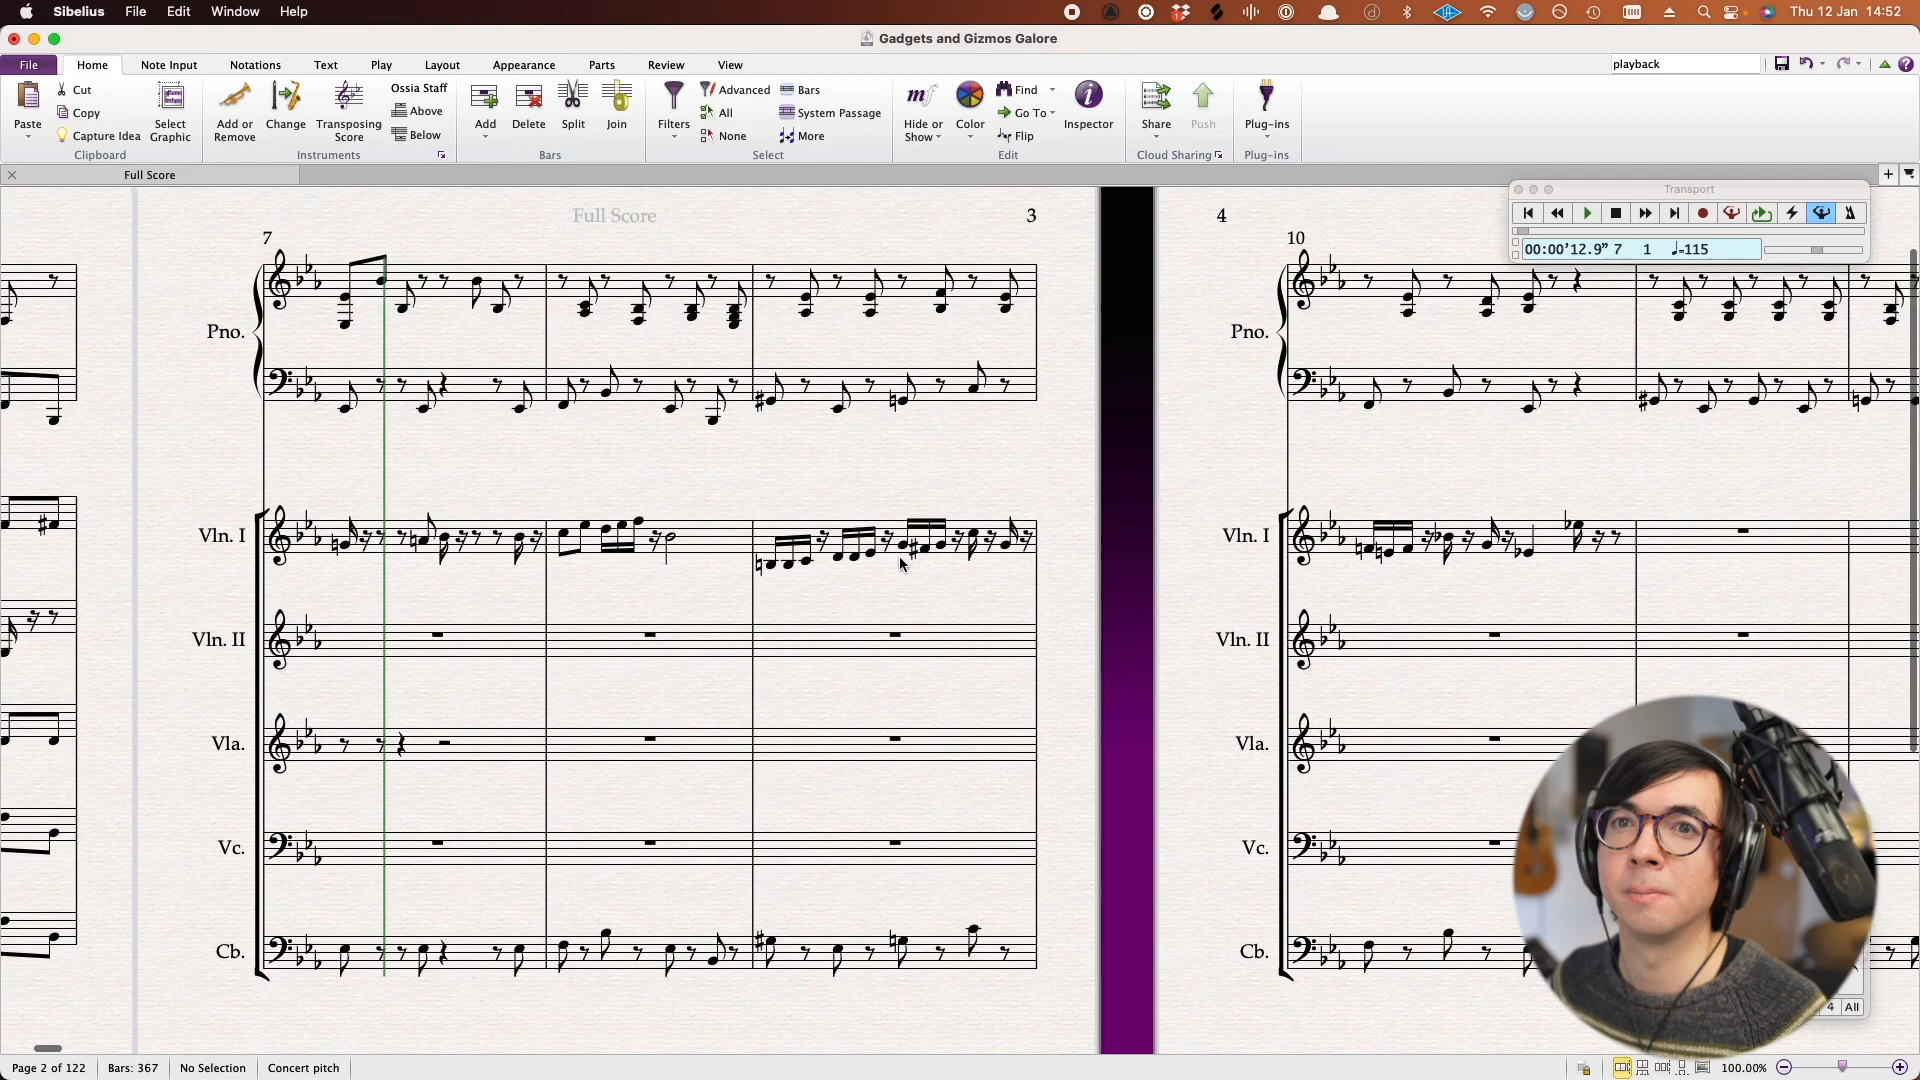 Sibelius File Edit Window Help Thu 12 Jan 14:52
Gadgets and Gizmos Galore
File Home Note Input Notations Text Play Layout Appearance Parts Review View playback
Paste
Cut
Copy
Capture Idea
Select Graphic
Clipboard
Add or Remove
Change
Transposing Score
Ossia Staff
Above
Below
Instruments
Add
Delete
Split
Join
Bars
Filters
Advanced
All
None
Bars
System Passage
More
Select
Hide or Show
Color
Find
Go To
Flip
Inspector
Edit
Share
Push
Cloud Sharing
Plug-ins
Plug-ins
Full Score
Transport
00:00'12.9" 7 1 ♩=115
Full Score
3
7
Pno.
Vln. I
Vln. II
Vla.
Vc.
Cb.
4
10
Pno.
Vln. I
Vln. II
Vla.
Vc.
Cb.
4 All
Page 2 of 122 Bars: 367 No Selection Concert pitch 100.00%